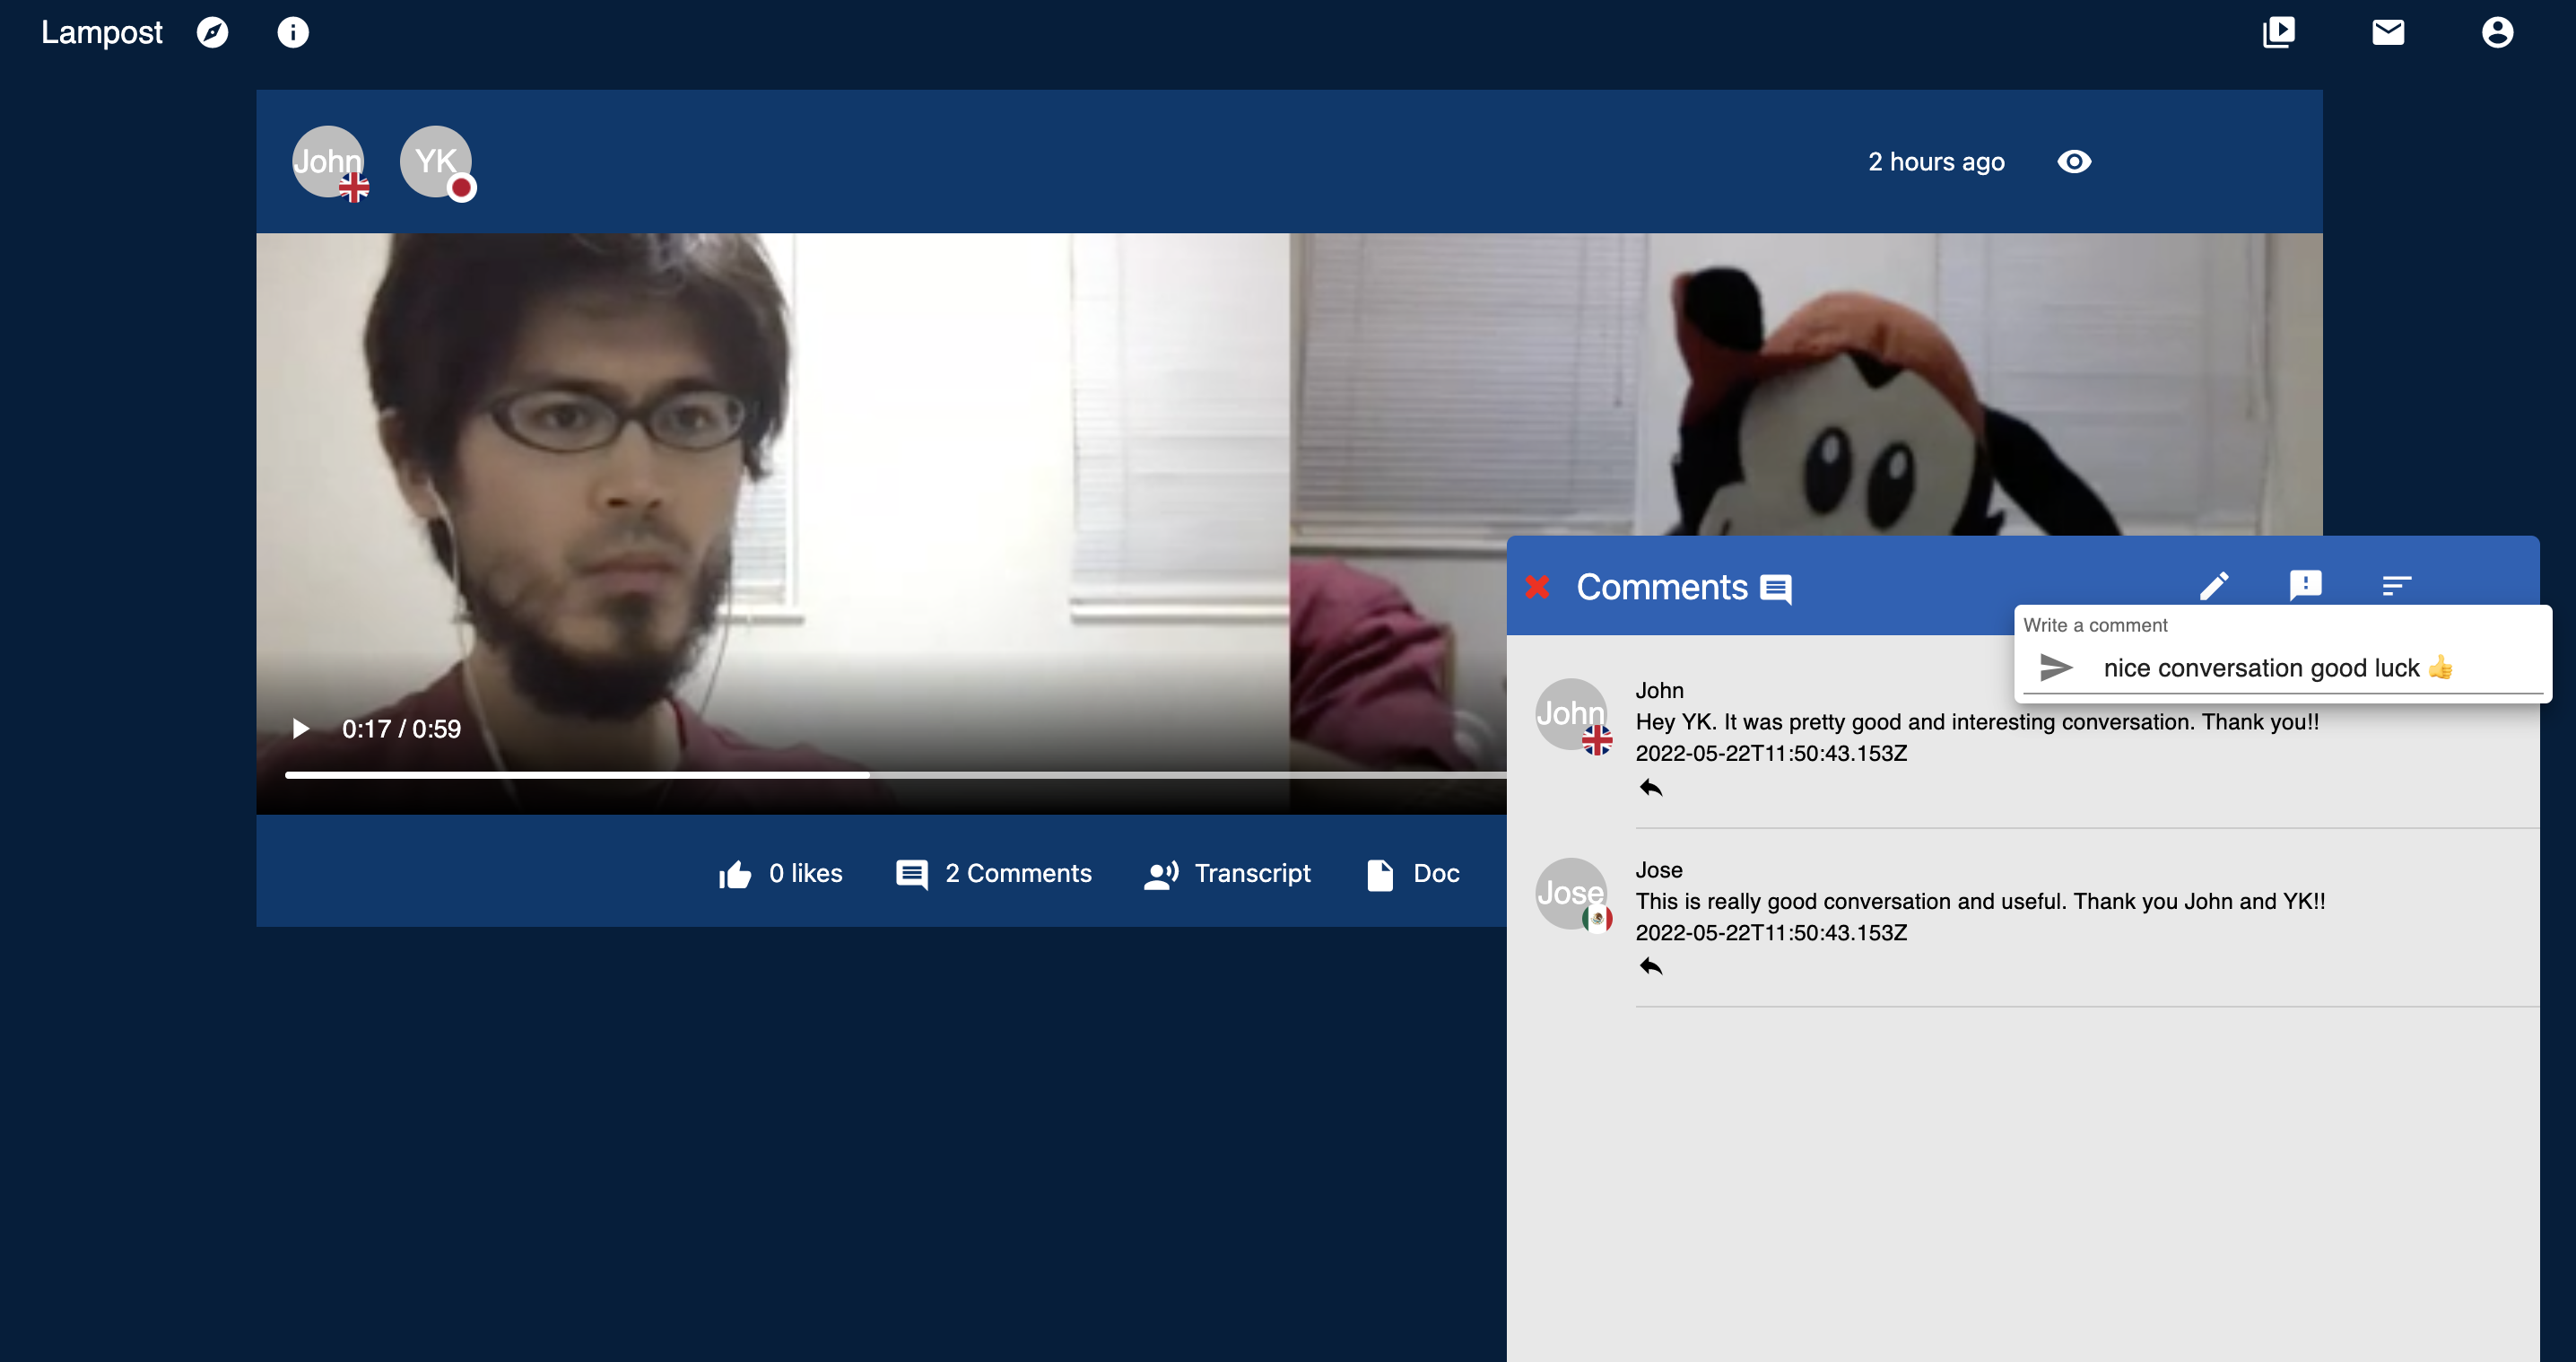 Lampost
John YK 2 hours ago
0:17 / 0:59
0 likes 2 Comments Transcript Doc
Comments
Write a comment
nice conversation good luck 👍
John
John
Hey YK. It was pretty good and interesting conversation. Thank you!!
2022-05-22T11:50:43.153Z
Jose
Jose
This is really good conversation and useful. Thank you John and YK!!
2022-05-22T11:50:43.153Z